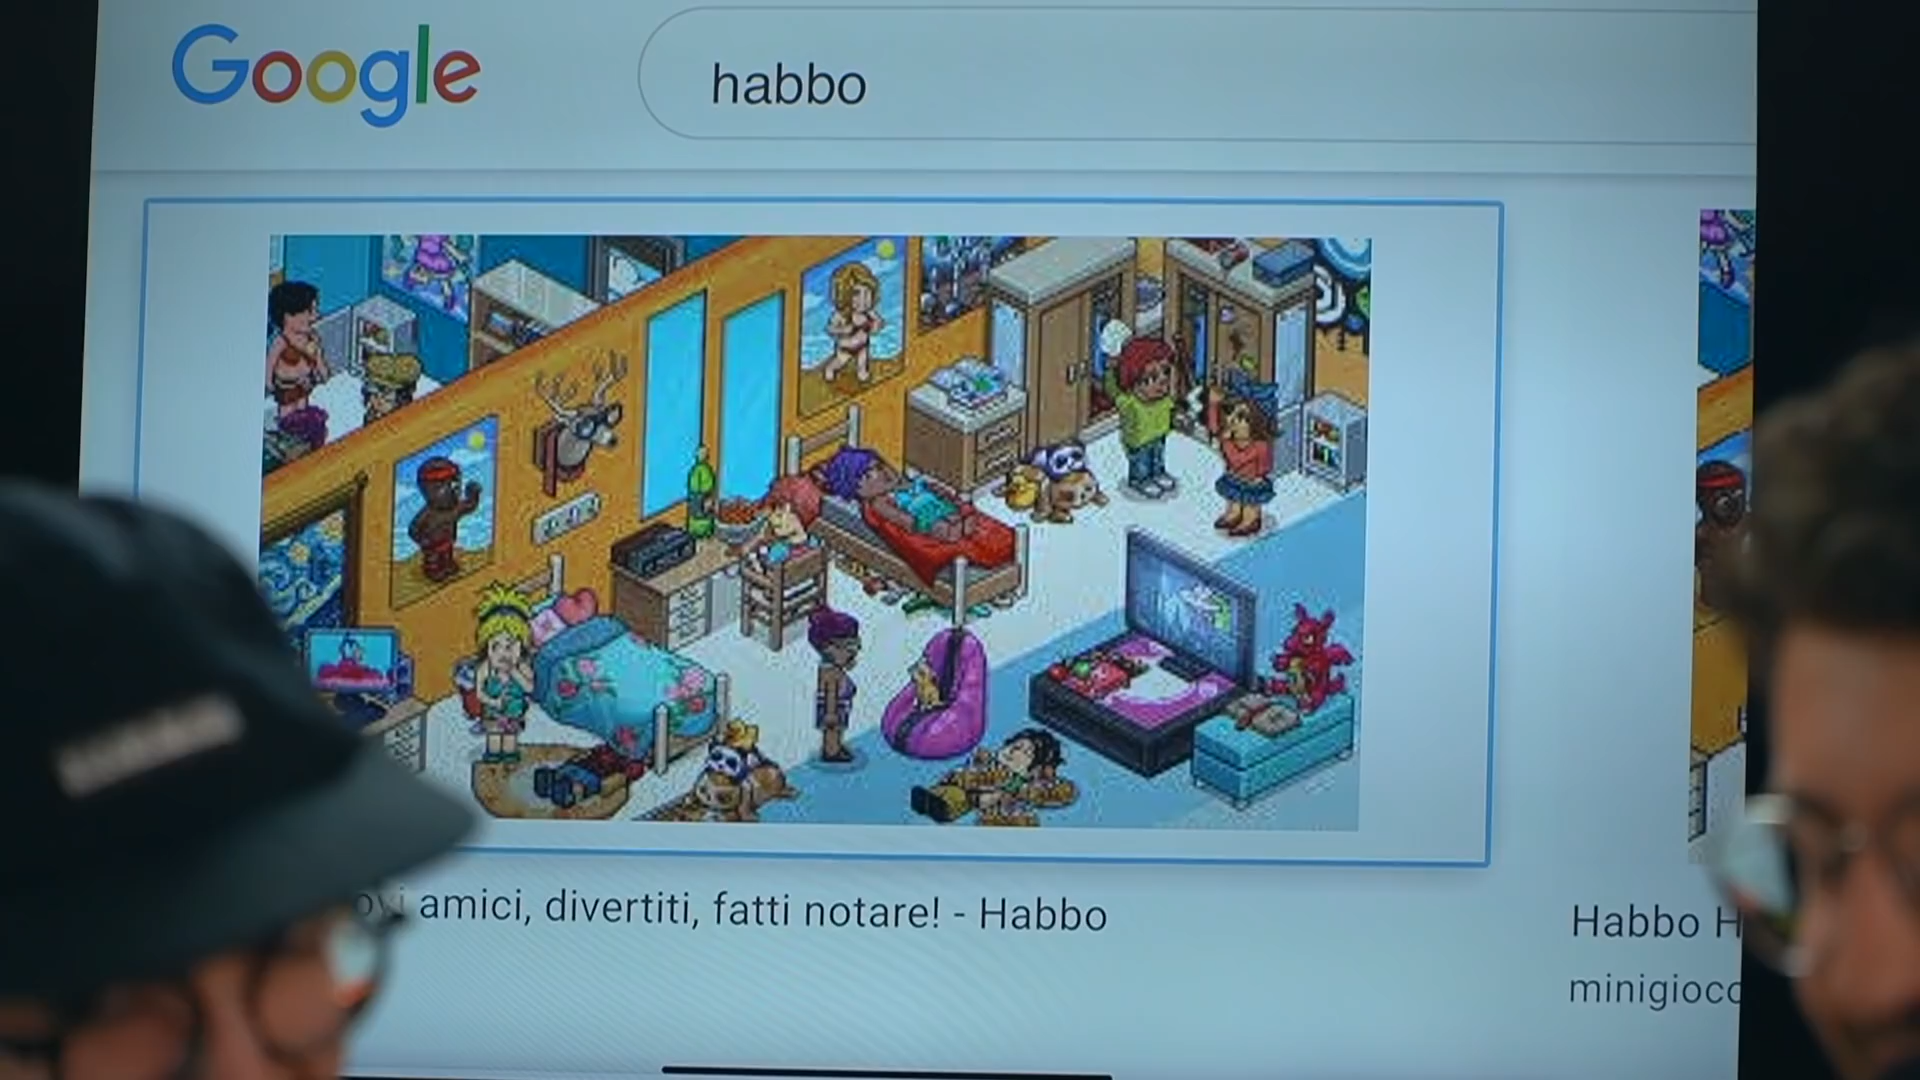 Google
habbo
amici, divertiti, fatti notare! - Habbo
Habbo